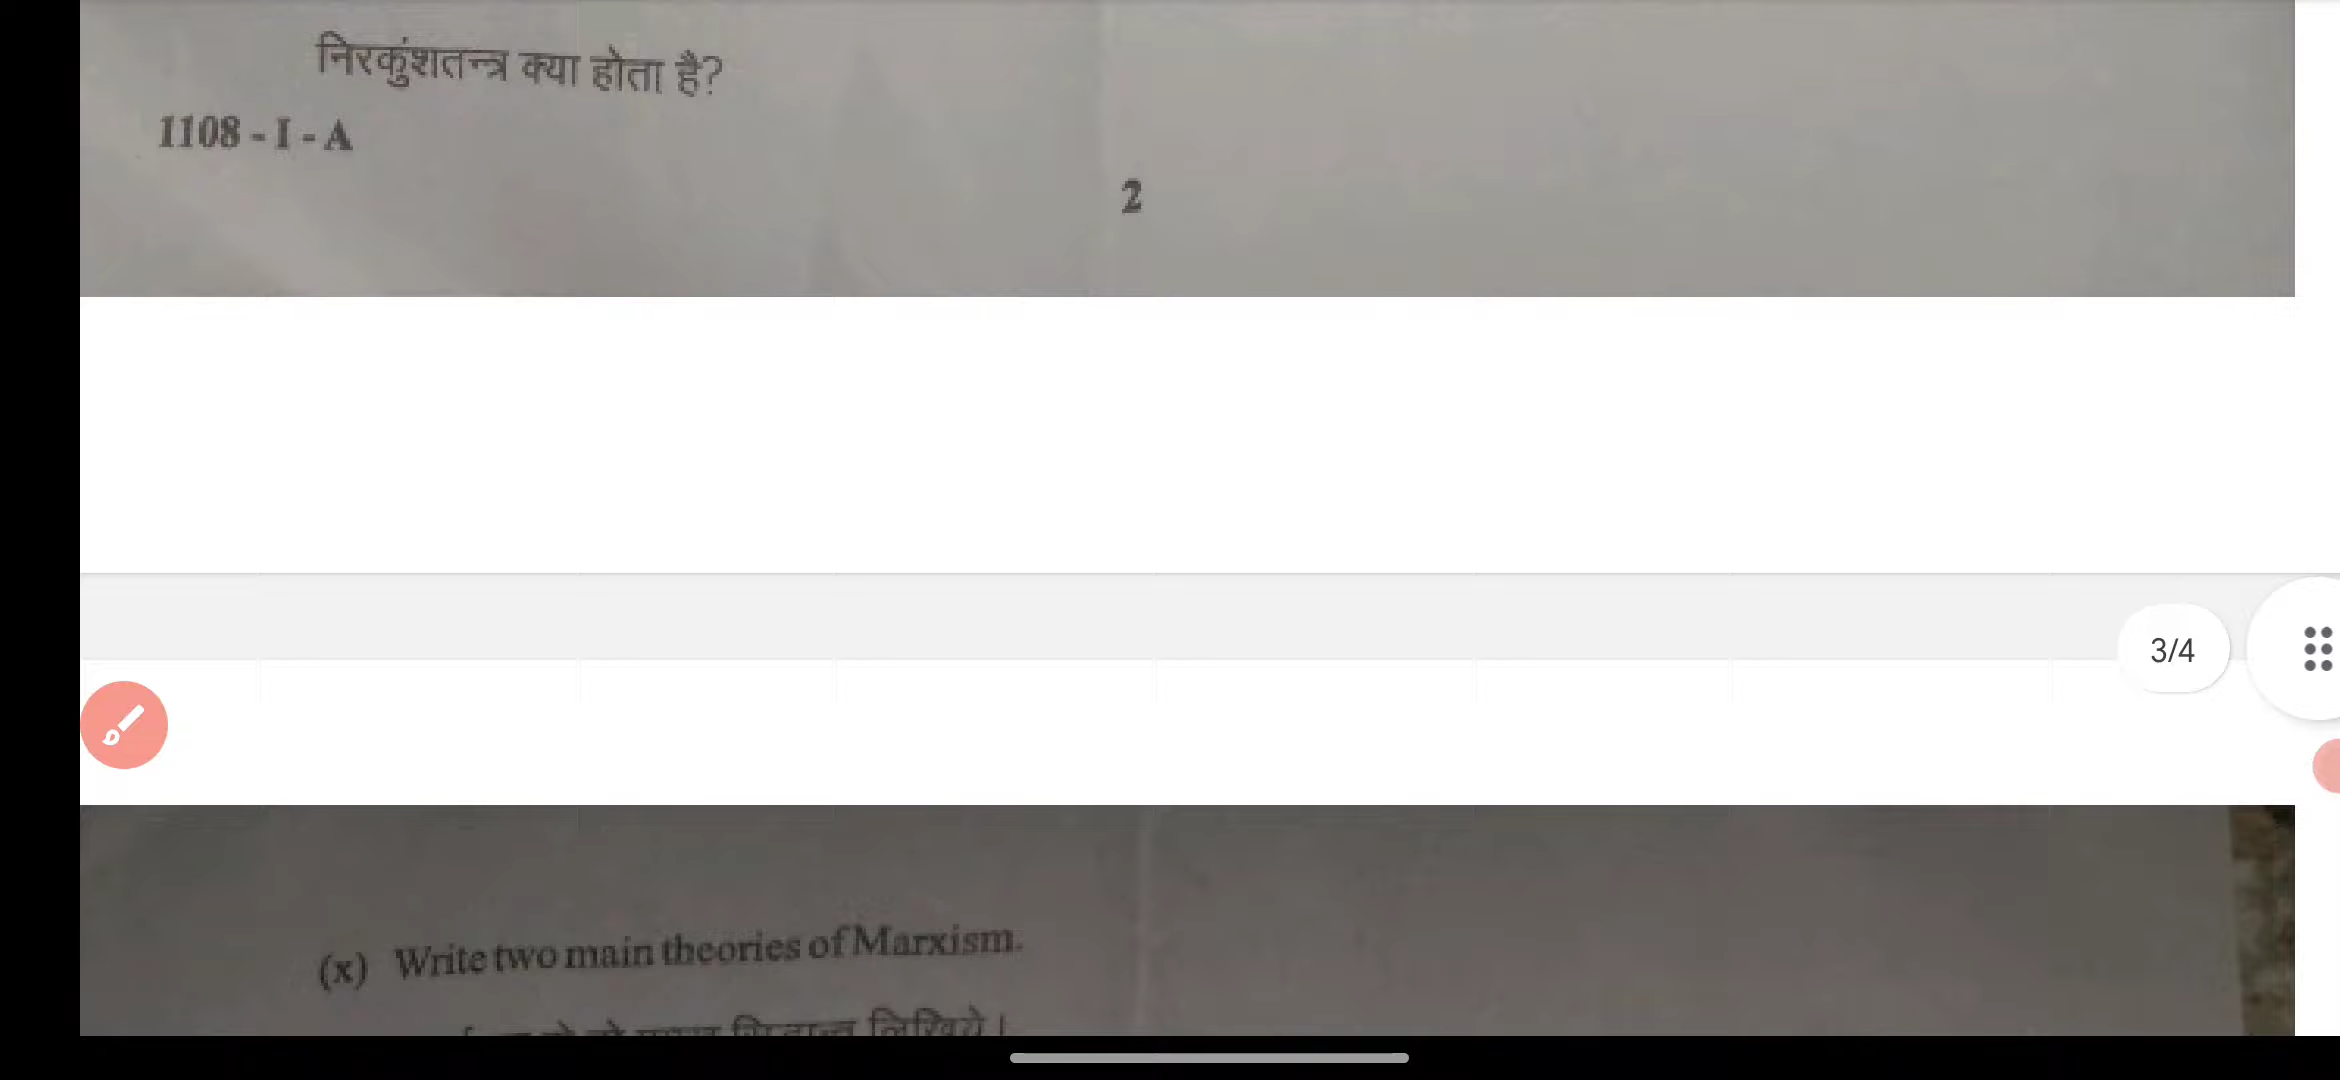 निरकुंशतन्त्र क्या होता है?
1108 - I - A
2
3/4
(x) Write two main theories of Marxism.
लिखिये।